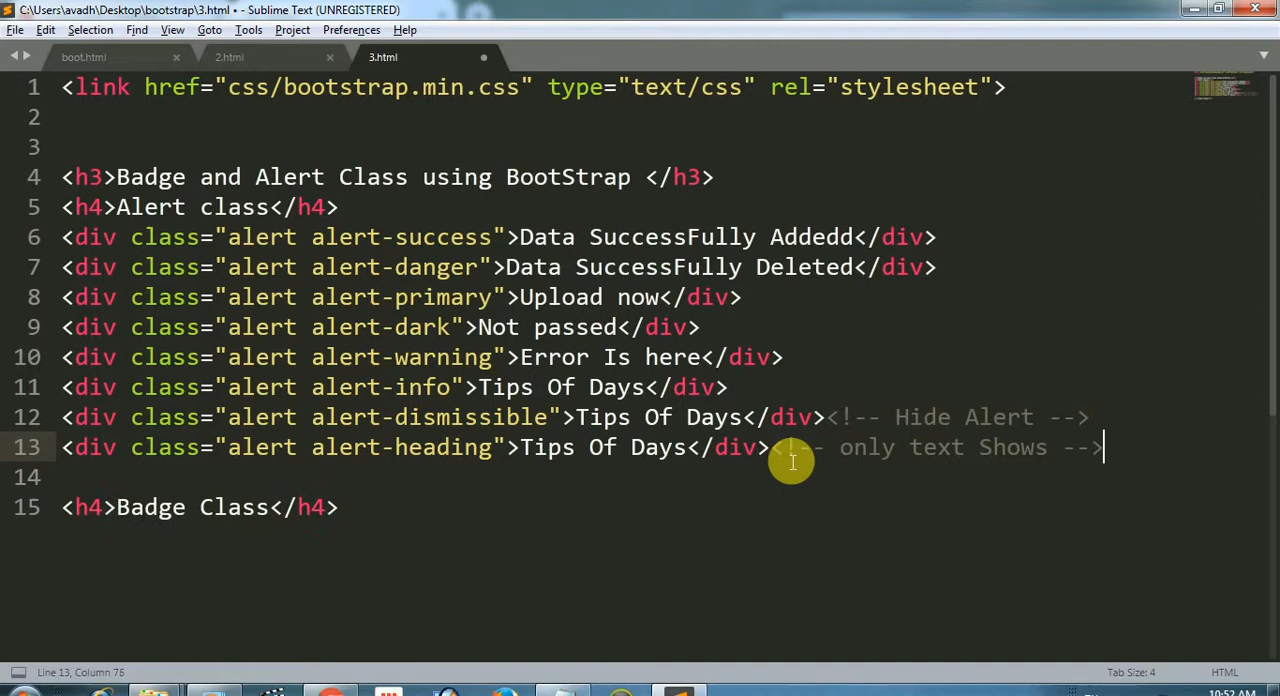 C:\Users\avadh\Desktop\bootstrap\3.html • - Sublime Text (UNREGISTERED)
File Edit Selection Find View Goto Tools Project Preferences Help
boot.html × 2.html × 3.html
1 <link href="css/bootstrap.min.css" type="text/css" rel="stylesheet">
2
3
4 <h3>Badge and Alert Class using BootStrap </h3>
5 <h4>Alert class</h4>
6 <div class="alert alert-success">Data SuccessFully Addedd</div>
7 <div class="alert alert-danger">Data SuccessFully Deleted</div>
8 <div class="alert alert-primary">Upload now</div>
9 <div class="alert alert-dark">Not passed</div>
10 <div class="alert alert-warning">Error Is here</div>
11 <div class="alert alert-info">Tips Of Days</div>
12 <div class="alert alert-dismissible">Tips Of Days</div><!-- Hide Alert -->
13 <div class="alert alert-heading">Tips Of Days</div><!-- only text Shows -->
14
15 <h4>Badge Class</h4>
Line 13, Column 76 Tab Size: 4 HTML
10:52 AM